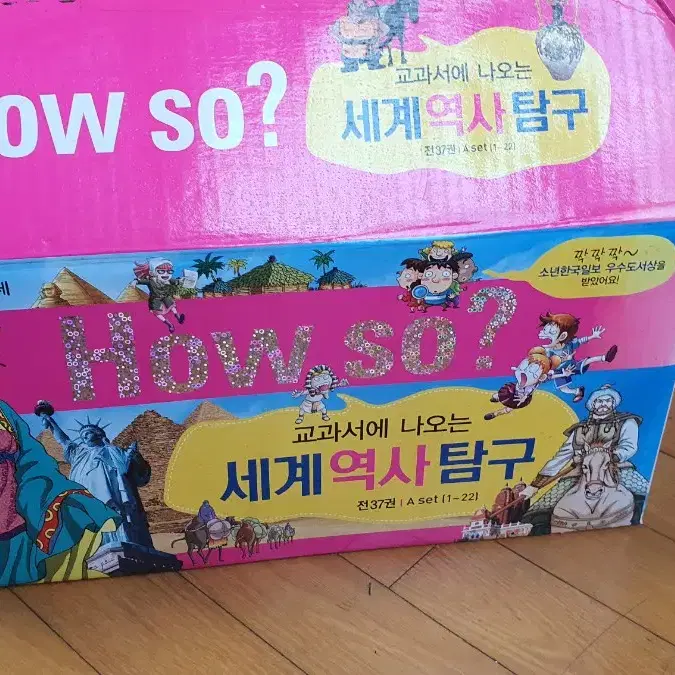 ow so?
교과서에 나오는
세계역사탐구
전37권 | A set (1~22)
짝 짝 짝~
소년한국일보 우수도서상을
받았어요!
How so?
교과서에 나오는
세계역사탐구
전37권 | A set (1~22)